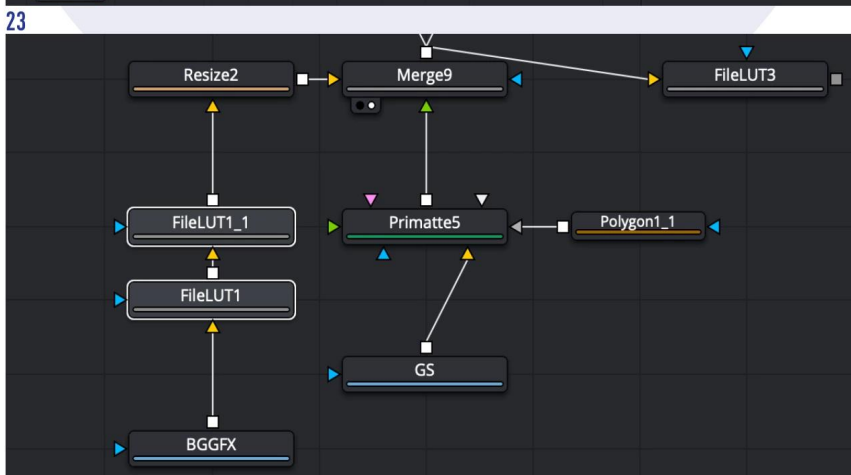 23
Resize2
Merge9
FileLUT3
FileLUT1_1
Primatte5
Polygon1_1
FileLUT1
GS
BGGFX